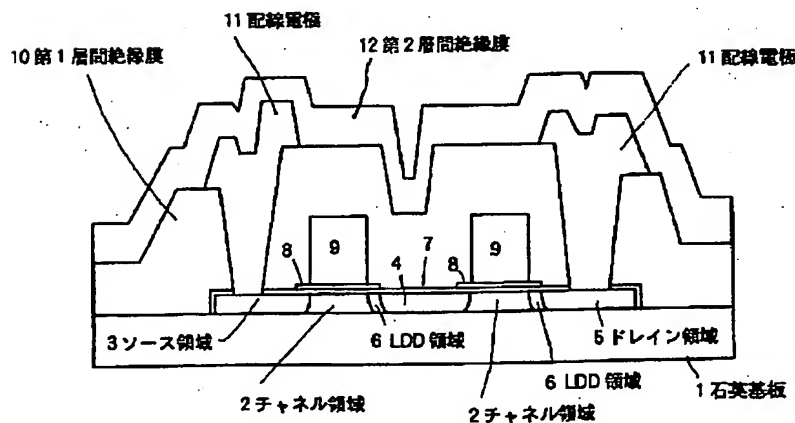 11 配線電極
10 第1層間絶縁膜
12 第2層間絶縁膜
11 配線電極
8
9
4
7
8
9
3 ソース領域
6 LDD 領域
5 ドレイン領域
6 LDD 領域
2 チャネル領域
2 チャネル領域
1 石英基板